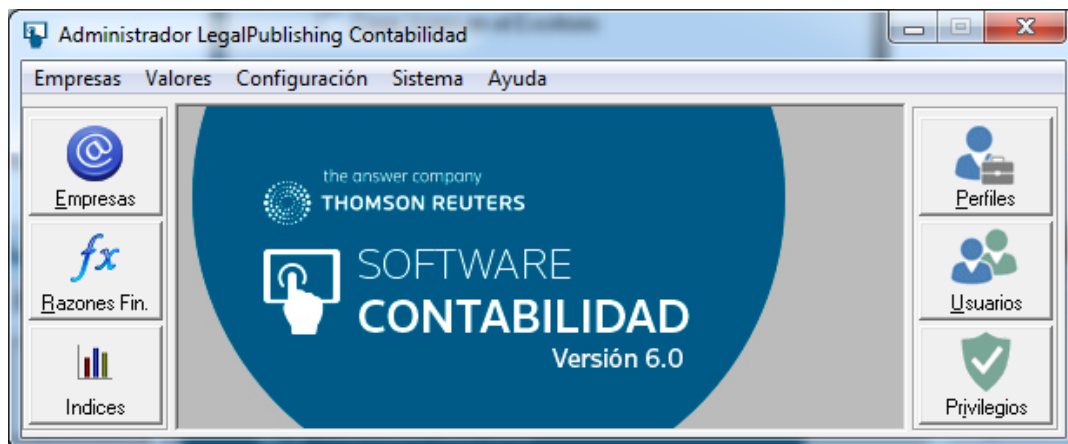 Administrador LegalPublishing Contabilidad
Empresas Valores Configuración Sistema Ayuda
Empresas
Razones Fin.
Indices
the answer company
THOMSON REUTERS
SOFTWARE
CONTABILIDAD
Versión 6.0
Perfiles
Usuarios
Privilegios